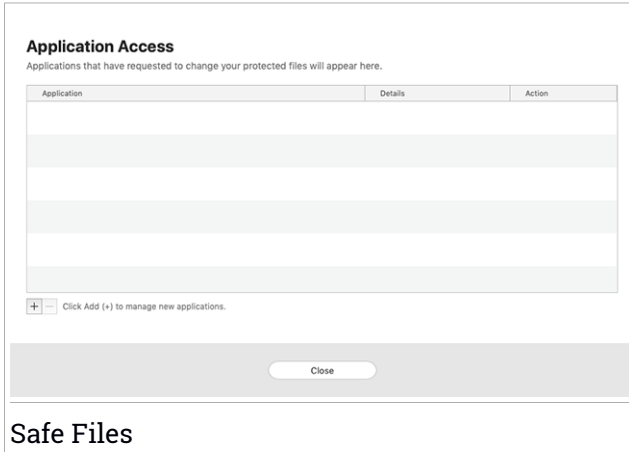 Application Access
Applications that have requested to change your protected files will appear here.
Application Details Action
+ − Click Add (+) to manage new applications.
Close
Safe Files